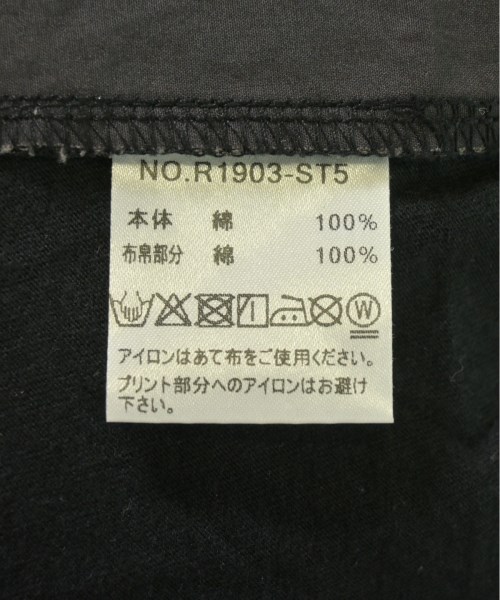 NO.R1903-ST5
本体 綿 100%
布帛部分 綿 100%
W
アイロンはあて布をご使用ください。
プリント部分へのアイロンはお避け
下さい。